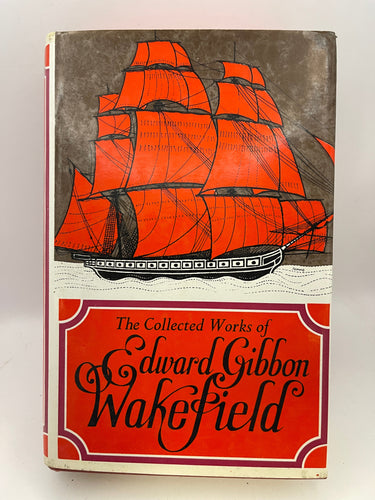 The Collected Works of
Edward Gibbon
Wakefield